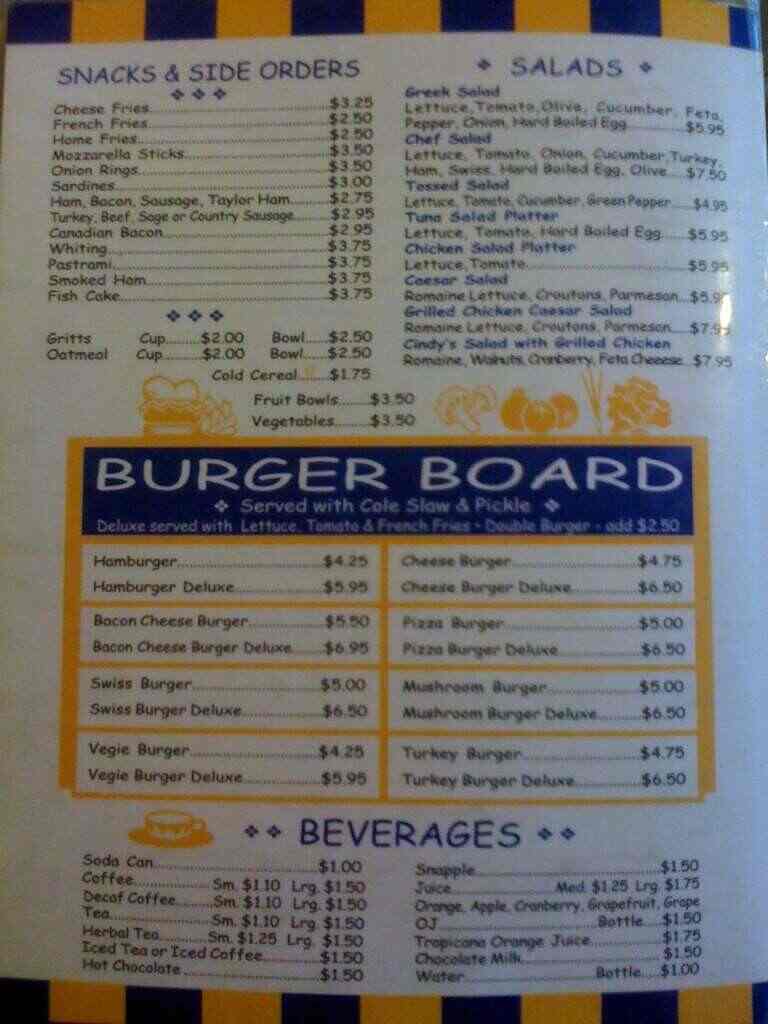 SNACKS & SIDE ORDERS
Cheese Fries $3.25
French Fries $2.50
Home Fries $2.50
Mozzarella Sticks $3.50
Onion Rings $3.50
Sardines $3.00
Ham, Bacon, Sausage, Taylor Ham $2.75
Turkey, Beef, Sage or Country Sausage $2.95
Canadian Bacon $2.95
Whiting $3.75
Pastrami $3.75
Smoked Ham $3.75
Fish Cake $3.75
Gritts Cup $2.00 Bowl $2.50
Oatmeal Cup $2.00 Bowl $2.50
Cold Cereal $1.75
Fruit Bowls $3.50
Vegetables $3.50
SALADS
Greek Salad
Lettuce, Tomato, Olive, Cucumber, Feta,
Pepper, Onion, Hard Boiled Egg $5.95
Chef Salad
Lettuce, Tomato, Onion, Cucumber, Turkey,
Ham, Swiss, Hard Boiled Egg, Olive $7.50
Tossed Salad
Lettuce, Tomato, Cucumber, Green Pepper $4.95
Tuna Salad Platter
Lettuce, Tomato, Hard Boiled Egg $5.95
Chicken Salad Platter
Lettuce, Tomato $5.95
Caesar Salad
Romaine Lettuce, Croutons, Parmesan
Grilled Chicken Caesar Salad
Romaine Lettuce, Croutons, Parmesan $7.95
Cindy's Salad with Grilled Chicken
Romaine, Walnuts, Cranberry, Feta Cheeese $7.95
BURGER BOARD
Served with Cole Slaw & Pickle
Deluxe served with Lettuce, Tomato & French Fries - Double Burger - add $2.50
Hamburger $4.25
Hamburger Deluxe $5.95
Cheese Burger $4.75
Cheese Burger Deluxe $6.50
Bacon Cheese Burger $5.50
Bacon Cheese Burger Deluxe $6.95
Pizza Burger $5.00
Pizza Burger Deluxe $6.50
Swiss Burger $5.00
Swiss Burger Deluxe $6.50
Mushroom Burger $5.00
Mushroom Burger Deluxe $6.50
Vegie Burger $4.25
Vegie Burger Deluxe $5.95
Turkey Burger $4.75
Turkey Burger Deluxe $6.50
BEVERAGES
Soda Can $1.00
Coffee Sm. $1.10 Lrg. $1.50
Decaf Coffee Sm. $1.10 Lrg. $1.50
Tea Sm. $1.10 Lrg. $1.50
Herbal Tea Sm. $1.25 Lrg. $1.50
Iced Tea or Iced Coffee $1.50
Hot Chocolate $1.50
Snapple $1.50
Juice Med. $1.25 Lrg. $1.75
Orange, Apple, Cranberry, Grapefruit, Grape
OJ Bottle $1.50
Tropicana Orange Juice $1.75
Chocolate Milk $1.50
Water Bottle $1.00